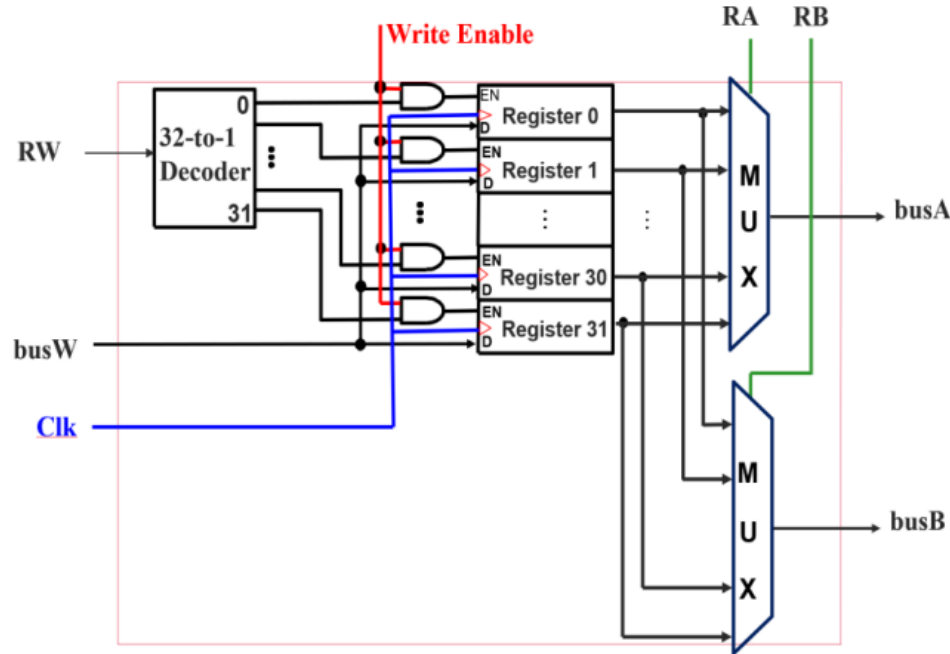 RA
RB
Write Enable
0
32-to-1
Decoder
31
RW
EN
Register 0
D
EN
Register 1
D
EN
Register 30
D
EN
Register 31
D
M
U
X
busA
busW
Clk
M
U
X
busB